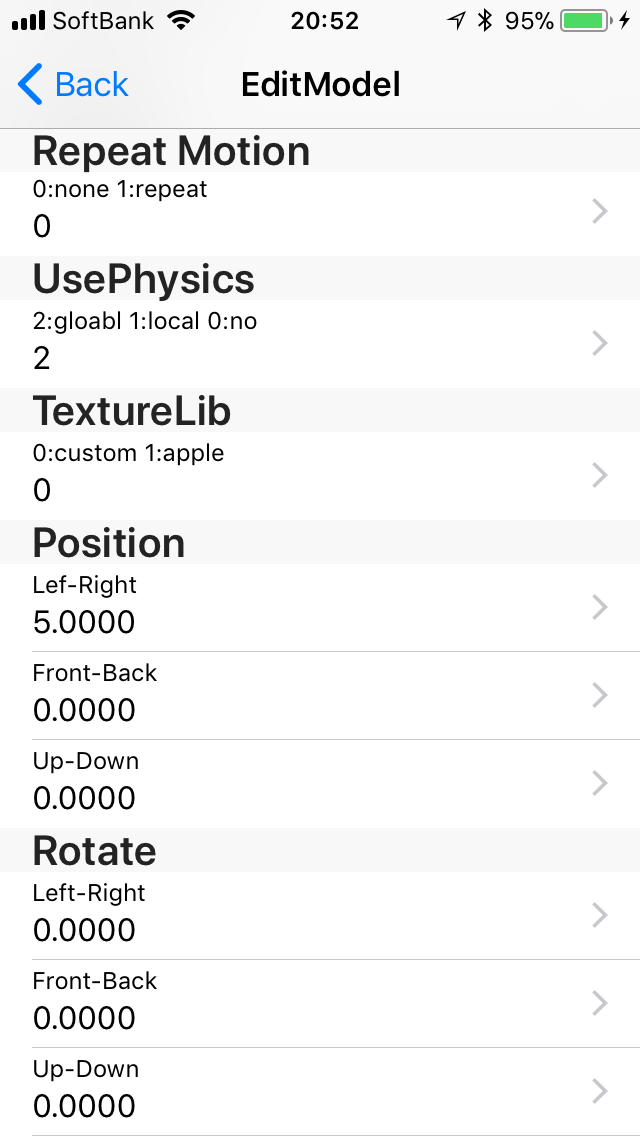 SoftBank 20:52 95%
Back EditModel
Repeat Motion
0:none 1:repeat
0
UsePhysics
2:gloabl 1:local 0:no
2
TextureLib
0:custom 1:apple
0
Position
Lef-Right
5.0000
Front-Back
0.0000
Up-Down
0.0000
Rotate
Left-Right
0.0000
Front-Back
0.0000
Up-Down
0.0000